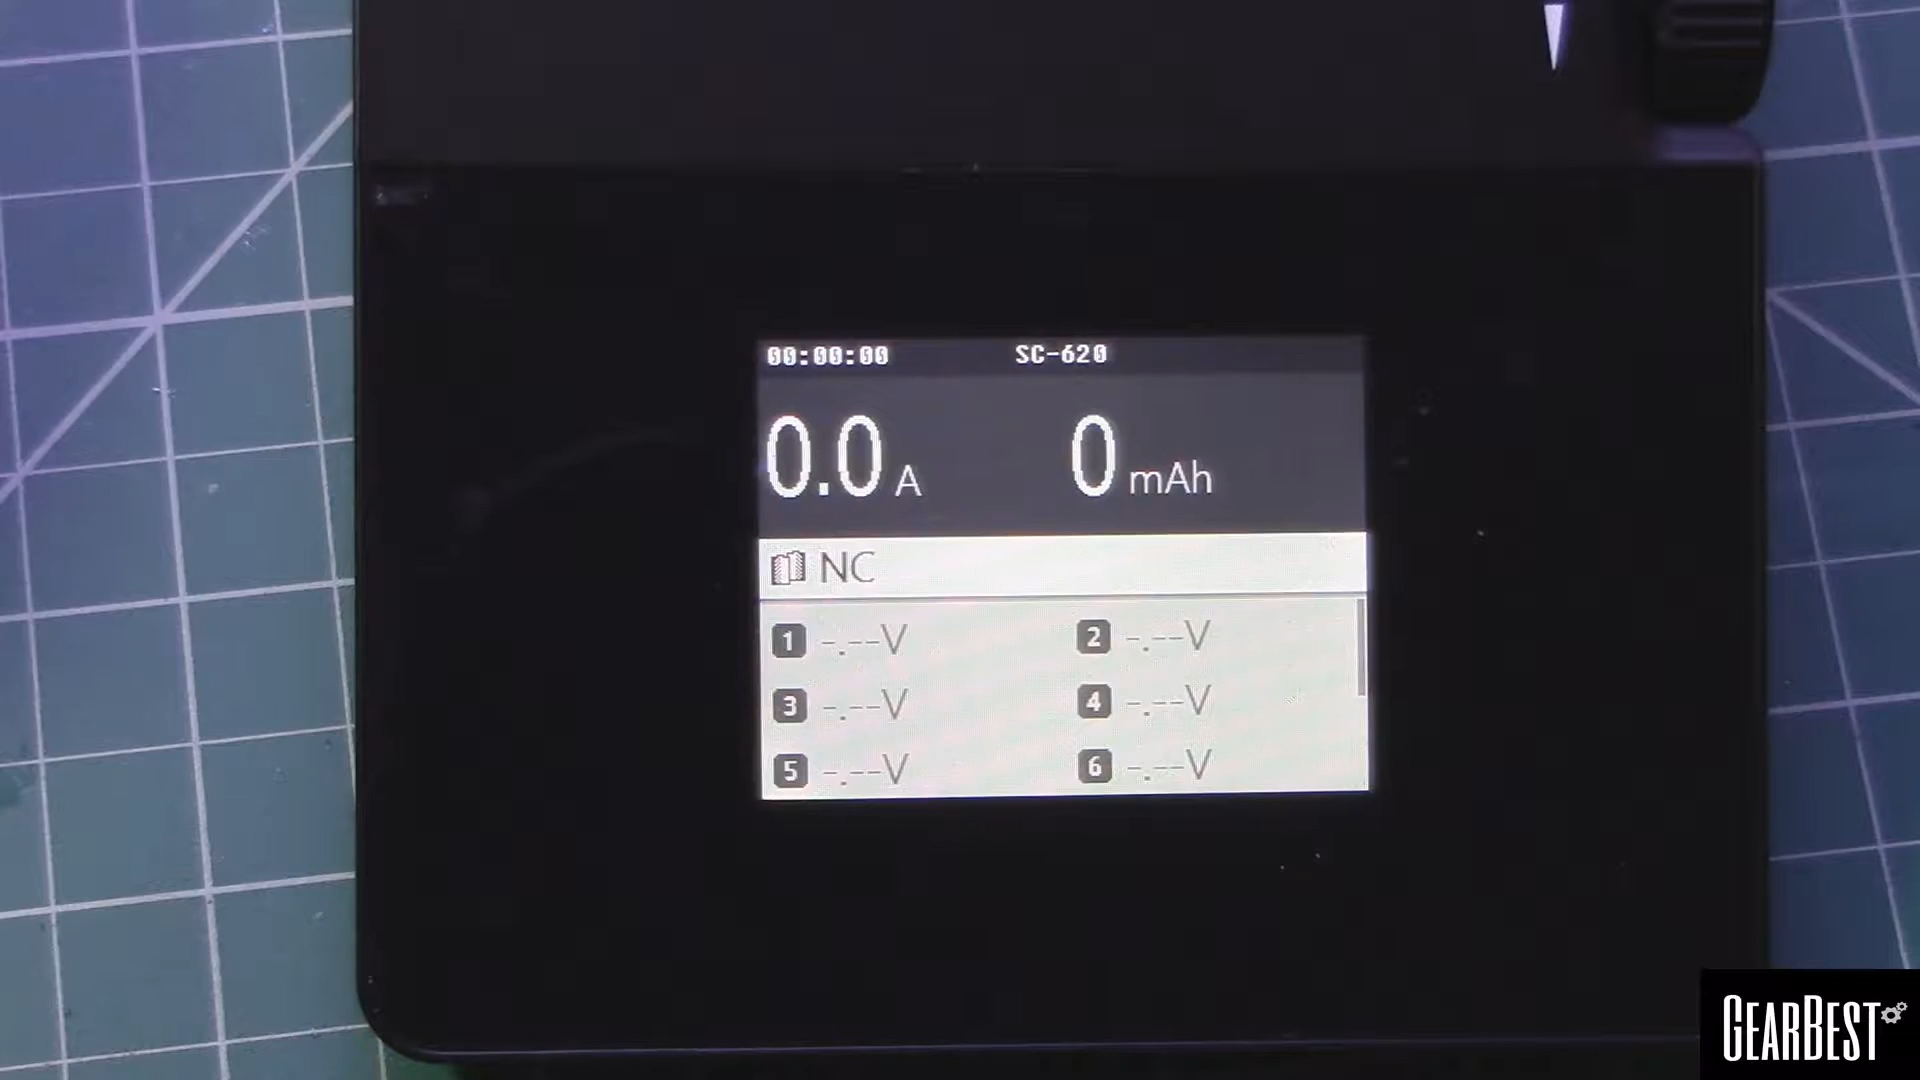 00:00:00 SC-620
0.0 A 0 mAh
NC
1 -.--V 2 -.--V
3 -.--V 4 -.--V
5 -.--V 6 -.--V
GEARBEST